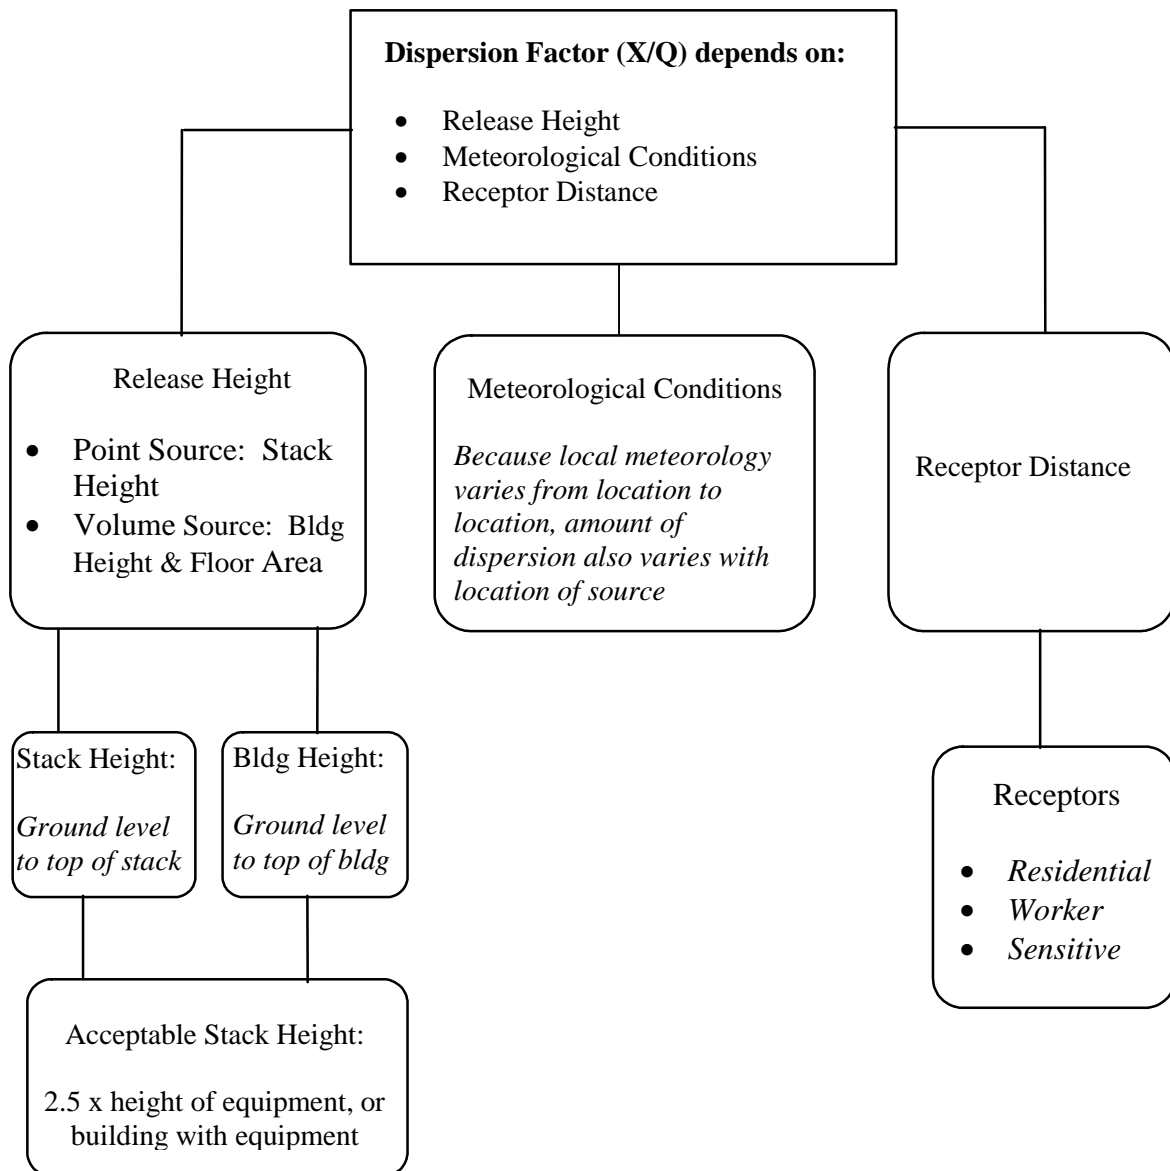 Dispersion Factor (X/Q) depends on:
• Release Height
• Meteorological Conditions
• Receptor Distance
Release Height
• Point Source: Stack
Height
• Volume Source: Bldg
Height & Floor Area
Meteorological Conditions
Because local meteorology
varies from location to
location, amount of
dispersion also varies with
location of source
Receptor Distance
Stack Height:
Ground level
to top of stack
Bldg Height:
Ground level
to top of bldg
Receptors
• Residential
• Worker
• Sensitive
Acceptable Stack Height:
2.5 x height of equipment, or
building with equipment